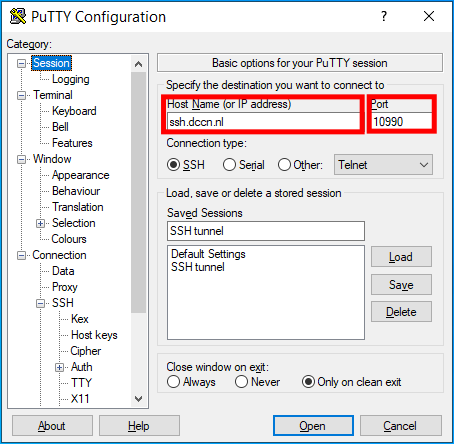 PuTTY Configuration
Category:
Session
Logging
Terminal
Keyboard
Bell
Features
Window
Appearance
Behaviour
Translation
Selection
Colours
Connection
Data
Proxy
SSH
Kex
Host keys
Cipher
Auth
TTY
X11
Basic options for your PuTTY session
Specify the destination you want to connect to
Host Name (or IP address) Port
ssh.dccn.nl 10990
Connection type:
SSH Serial Other: Telnet
Load, save or delete a stored session
Saved Sessions
SSH tunnel
Default Settings
SSH tunnel
Load
Save
Delete
Close window on exit:
Always Never Only on clean exit
About Help Open Cancel